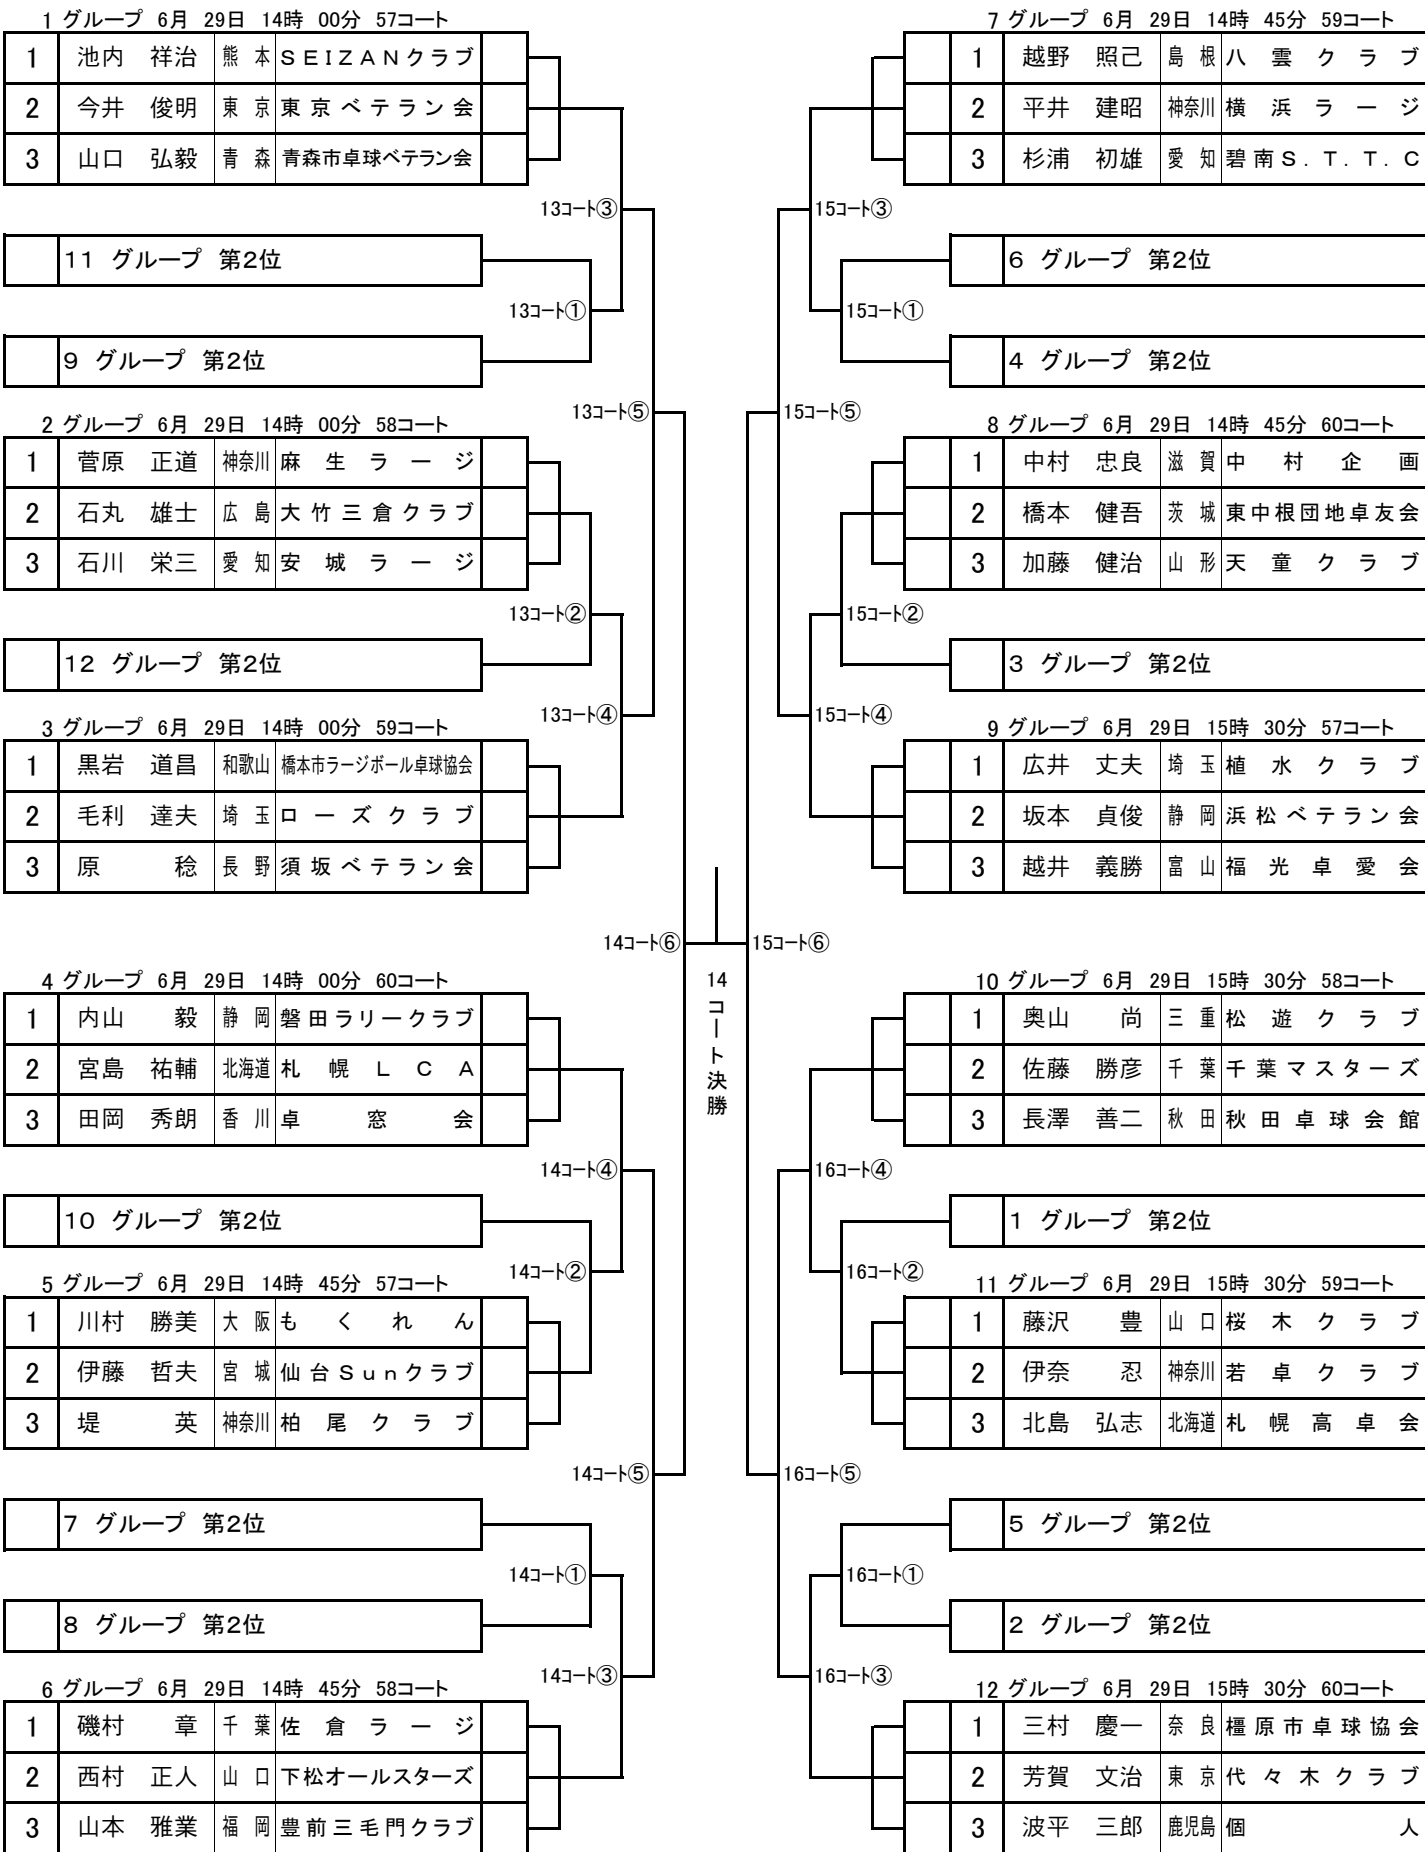 1 グループ 6月 29日 14時 00分 57コート
1 池内 祥治 熊本 SEIZANクラブ
2 今井 俊明 東京 東京ベテラン会
3 山口 弘毅 青森 青森市卓球ベテラン会
13コート③
11 グループ 第2位
13コート①
9 グループ 第2位
13コート⑤
2 グループ 6月 29日 14時 00分 58コート
1 菅原 正道 神奈川 麻生ラージ
2 石丸 雄士 広島 大竹三倉クラブ
3 石川 栄三 愛知 安城ラージ
13コート②
12 グループ 第2位
13コート④
3 グループ 6月 29日 14時 00分 59コート
1 黒岩 道昌 和歌山 橋本市ラージボール卓球協会
2 毛利 達夫 埼玉 ローズクラブ
3 原 稔 長野 須坂ベテラン会
14コート⑥
4 グループ 6月 29日 14時 00分 60コート
1 内山 毅 静岡 磐田ラリークラブ
2 宮島 祐輔 北海道 札幌LCA
3 田岡 秀朗 香川 卓窓会
14コート④
10 グループ 第2位
14コート②
5 グループ 6月 29日 14時 45分 57コート
1 川村 勝美 大阪 もくれん
2 伊藤 哲夫 宮城 仙台Sunクラブ
3 堤 英 神奈川 柏尾クラブ
14コート⑤
7 グループ 第2位
14コート①
8 グループ 第2位
14コート③
6 グループ 6月 29日 14時 45分 58コート
1 磯村 章 千葉 佐倉ラージ
2 西村 正人 山口 下松オールスターズ
3 山本 雅業 福岡 豊前三毛門クラブ
14コート決勝
7 グループ 6月 29日 14時 45分 59コート
1 越野 照己 島根 八雲クラブ
2 平井 建昭 神奈川 横浜ラージ
3 杉浦 初雄 愛知 碧南S.T.T.C
15コート③
6 グループ 第2位
15コート①
4 グループ 第2位
15コート⑤
8 グループ 6月 29日 14時 45分 60コート
1 中村 忠良 滋賀 中村企画
2 橋本 健吾 茨城 東中根団地卓友会
3 加藤 健治 山形 天童クラブ
15コート②
3 グループ 第2位
15コート④
9 グループ 6月 29日 15時 30分 57コート
1 広井 丈夫 埼玉 植水クラブ
2 坂本 貞俊 静岡 浜松ベテラン会
3 越井 義勝 富山 福光卓愛会
15コート⑥
10 グループ 6月 29日 15時 30分 58コート
1 奥山 尚 三重 松遊クラブ
2 佐藤 勝彦 千葉 千葉マスターズ
3 長澤 善二 秋田 秋田卓球会館
16コート④
1 グループ 第2位
16コート②
11 グループ 6月 29日 15時 30分 59コート
1 藤沢 豊 山口 桜木クラブ
2 伊奈 忍 神奈川 若卓クラブ
3 北島 弘志 北海道 札幌高卓会
16コート⑤
5 グループ 第2位
16コート①
2 グループ 第2位
16コート③
12 グループ 6月 29日 15時 30分 60コート
1 三村 慶一 奈良 橿原市卓球協会
2 芳賀 文治 東京 代々木クラブ
3 波平 三郎 鹿児島 個人